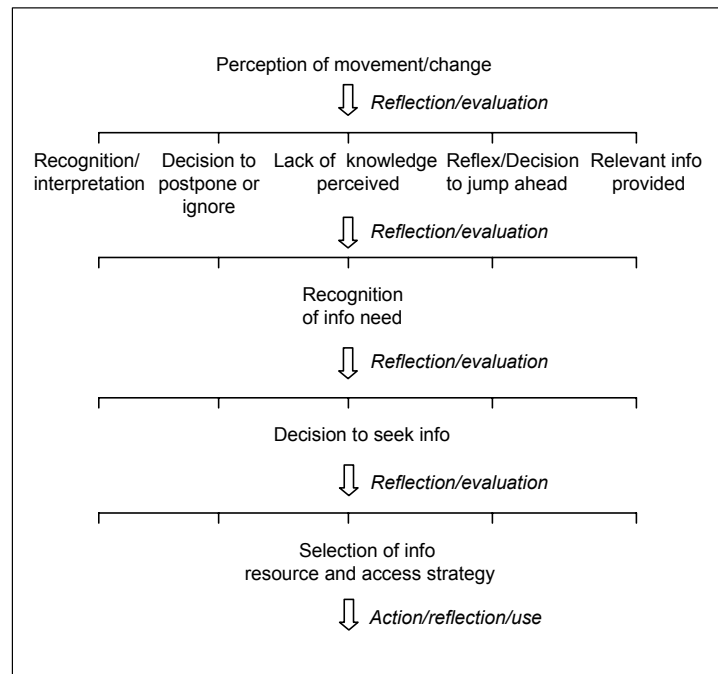 Perception of movement/change
Reflection/evaluation
Recognition/
interpretation
Decision to
postpone or
ignore
Lack of knowledge
perceived
Reflex/Decision
to jump ahead
Relevant info
provided
Reflection/evaluation
Recognition
of info need
Reflection/evaluation
Decision to seek info
Reflection/evaluation
Selection of info
resource and access strategy
Action/reflection/use